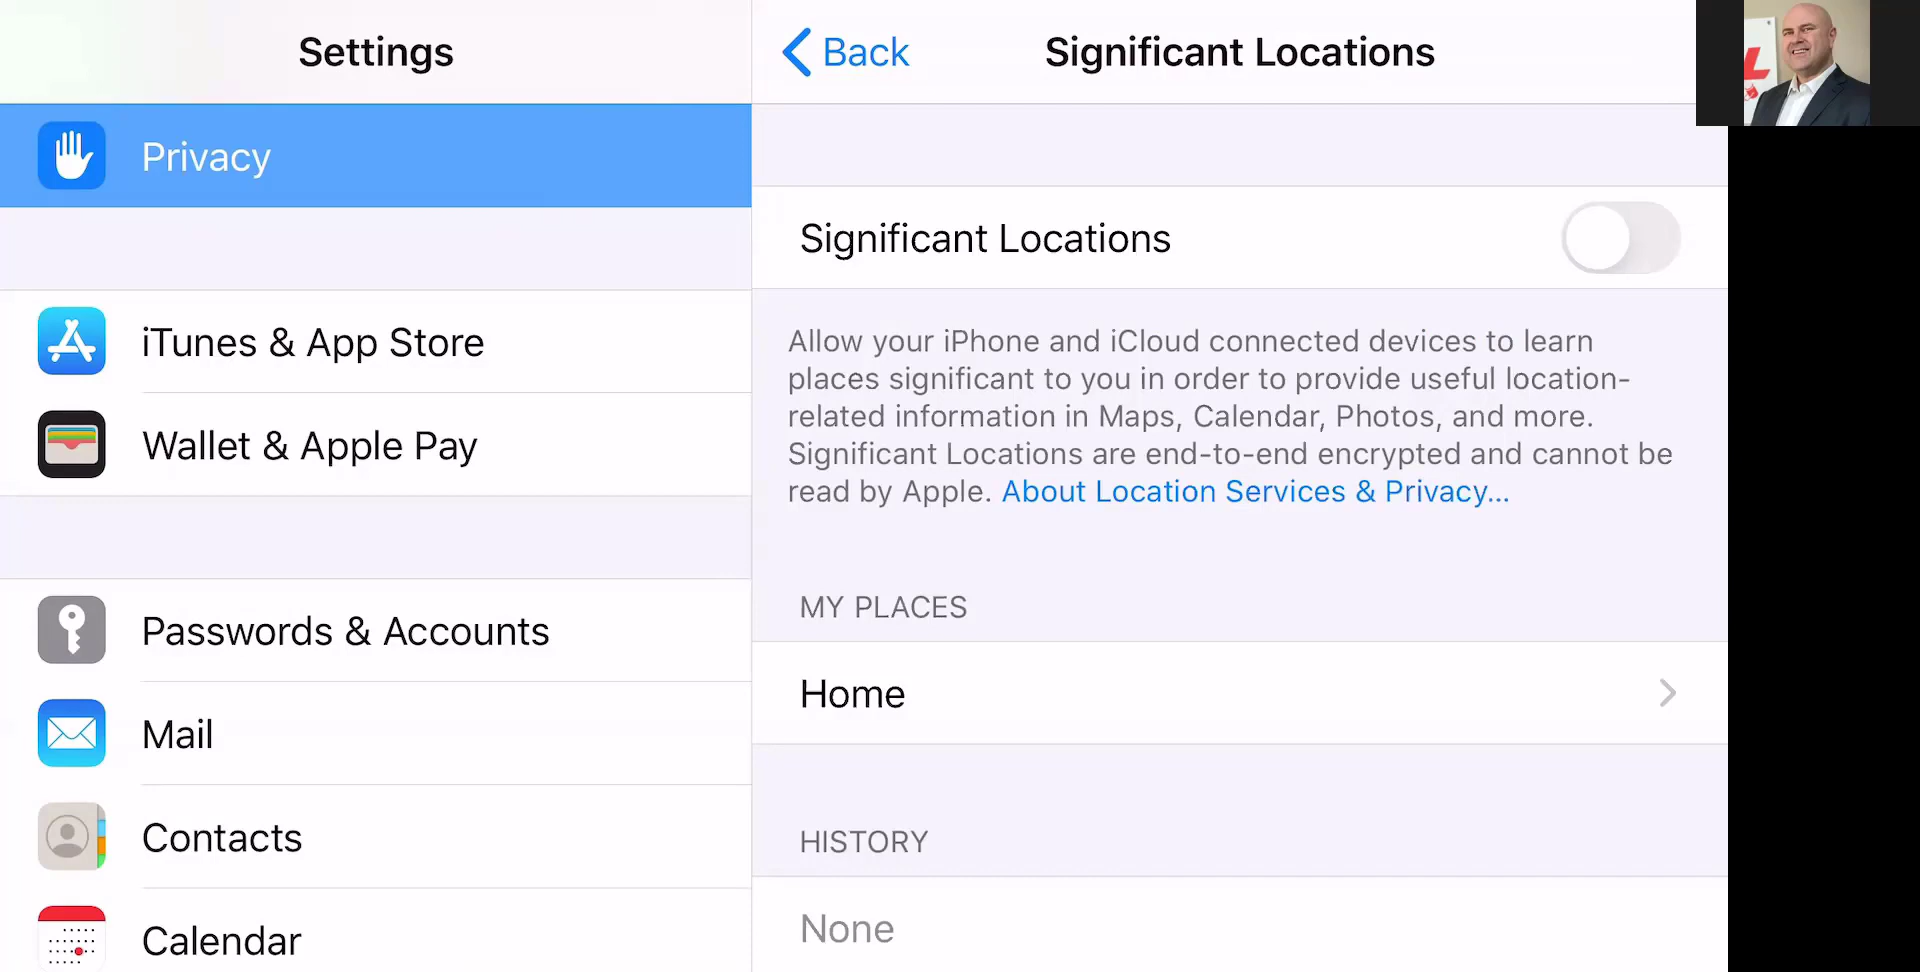 Settings
Privacy
iTunes & App Store
Wallet & Apple Pay
Passwords & Accounts
Mail
Contacts
Calendar
Back
Significant Locations
Significant Locations
Allow your iPhone and iCloud connected devices to learn
places significant to you in order to provide useful location-
related information in Maps, Calendar, Photos, and more.
Significant Locations are end-to-end encrypted and cannot be
read by Apple. About Location Services & Privacy...
MY PLACES
Home
HISTORY
None